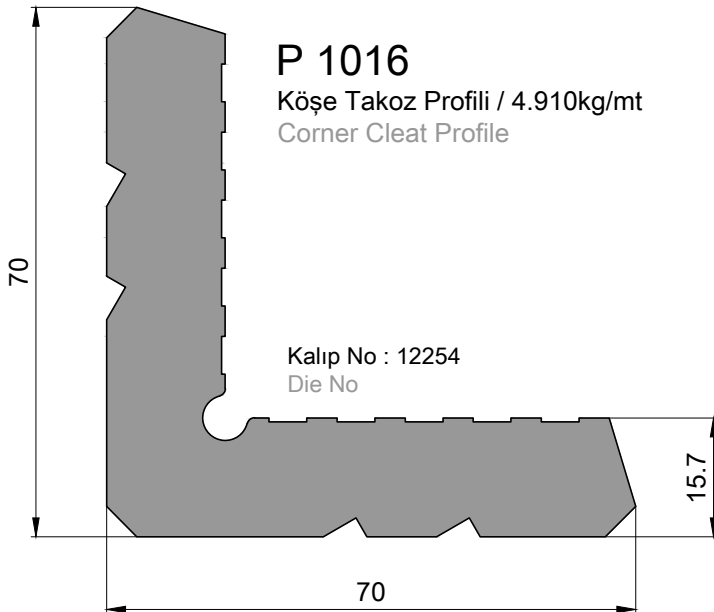 P 1016
Köşe Takoz Profili / 4.910kg/mt
Corner Cleat Profile
70
Kalıp No : 12254
Die No
15.7
70